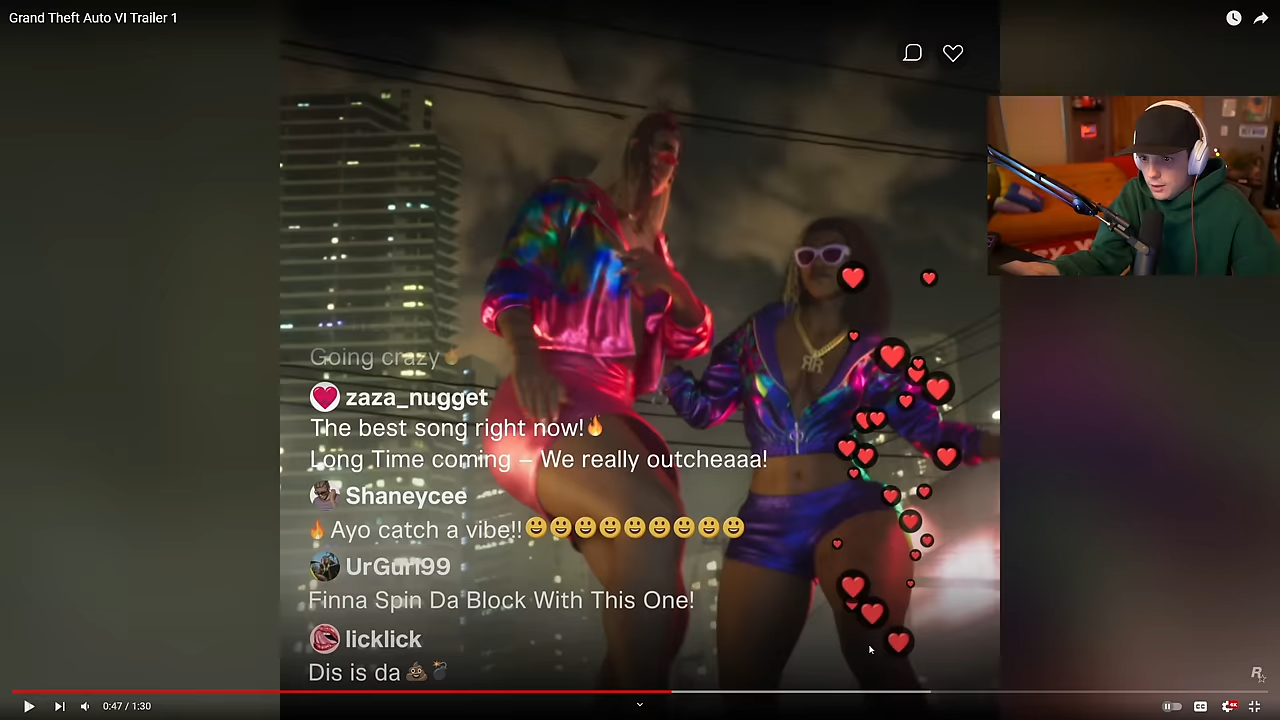 Grand Theft Auto VI Trailer 1
Going crazy🔥
zaza_nugget
The best song right now!🔥
Long Time coming – We really outcheaaa!
Shaneycee
🔥Ayo catch a vibe!!😀😀😀😀😀😀😀😀😀
UrGurl99
Finna Spin Da Block With This One!
licklick
Dis is da💩💣
0:47 / 1:30
CC
4K